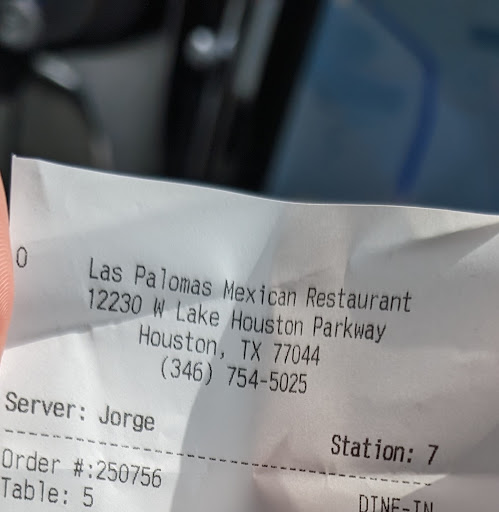 0
Las Palomas Mexican Restaurant
12230 W Lake Houston Parkway
Houston, TX 77044
(346) 754-5025
Server: Jorge
Station: 7
Order #:250756
Table: 5
DINE-IN